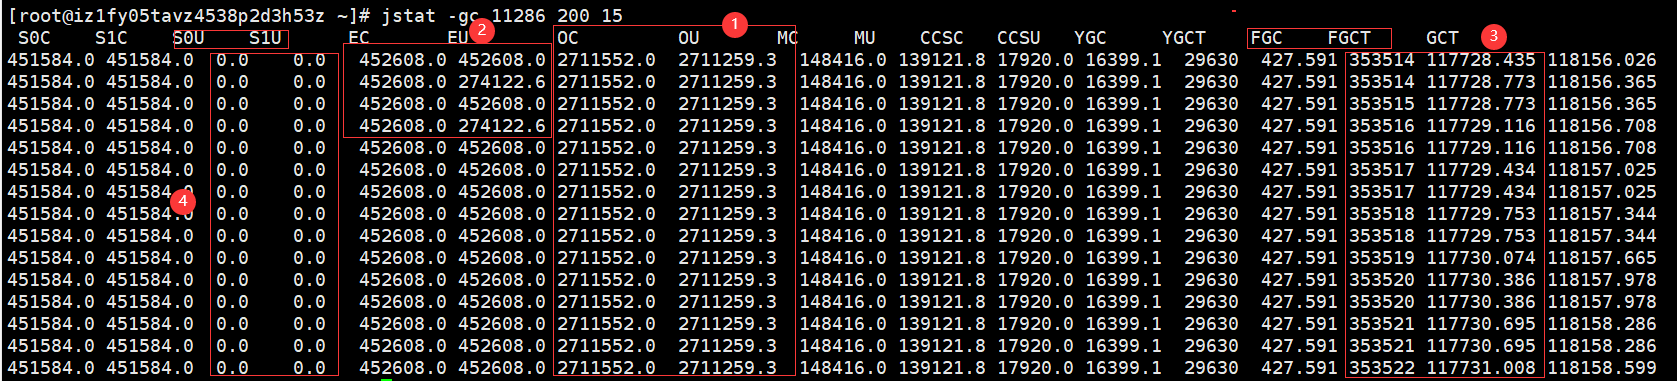 [root@iz1fy05tavz4538p2d3h53z ~]# jstat -gc 11286 200 15
1
2
S0C S1C S0U S1U EC EU OC OU MC MU CCSC CCSU YGC YGCT FGC FGCT GCT
3
451584.0 451584.0 0.0 0.0 452608.0 452608.0 2711552.0 2711259.3 148416.0 139121.8 17920.0 16399.1 29630 427.591 353514 117728.435 118156.026
451584.0 451584.0 0.0 0.0 452608.0 274122.6 2711552.0 2711259.3 148416.0 139121.8 17920.0 16399.1 29630 427.591 353514 117728.773 118156.365
451584.0 451584.0 0.0 0.0 452608.0 452608.0 2711552.0 2711259.3 148416.0 139121.8 17920.0 16399.1 29630 427.591 353515 117728.773 118156.365
451584.0 451584.0 0.0 0.0 452608.0 274122.6 2711552.0 2711259.3 148416.0 139121.8 17920.0 16399.1 29630 427.591 353516 117729.116 118156.708
451584.0 451584.0 0.0 0.0 452608.0 452608.0 2711552.0 2711259.3 148416.0 139121.8 17920.0 16399.1 29630 427.591 353516 117729.116 118156.708
451584.0 451584.0 0.0 0.0 452608.0 452608.0 2711552.0 2711259.3 148416.0 139121.8 17920.0 16399.1 29630 427.591 353517 117729.434 118157.025
451584.0 451584.0 0.0 0.0 452608.0 452608.0 2711552.0 2711259.3 148416.0 139121.8 17920.0 16399.1 29630 427.591 353517 117729.434 118157.025
4
451584.0 451584.0 0.0 0.0 452608.0 452608.0 2711552.0 2711259.3 148416.0 139121.8 17920.0 16399.1 29630 427.591 353518 117729.753 118157.344
451584.0 451584.0 0.0 0.0 452608.0 452608.0 2711552.0 2711259.3 148416.0 139121.8 17920.0 16399.1 29630 427.591 353518 117729.753 118157.344
451584.0 451584.0 0.0 0.0 452608.0 452608.0 2711552.0 2711259.3 148416.0 139121.8 17920.0 16399.1 29630 427.591 353519 117730.074 118157.665
451584.0 451584.0 0.0 0.0 452608.0 452608.0 2711552.0 2711259.3 148416.0 139121.8 17920.0 16399.1 29630 427.591 353520 117730.386 118157.978
451584.0 451584.0 0.0 0.0 452608.0 452608.0 2711552.0 2711259.3 148416.0 139121.8 17920.0 16399.1 29630 427.591 353520 117730.386 118157.978
451584.0 451584.0 0.0 0.0 452608.0 452608.0 2711552.0 2711259.3 148416.0 139121.8 17920.0 16399.1 29630 427.591 353521 117730.695 118158.286
451584.0 451584.0 0.0 0.0 452608.0 452608.0 2711552.0 2711259.3 148416.0 139121.8 17920.0 16399.1 29630 427.591 353521 117730.695 118158.286
451584.0 451584.0 0.0 0.0 452608.0 452608.0 2711552.0 2711259.3 148416.0 139121.8 17920.0 16399.1 29630 427.591 353522 117731.008 118158.599